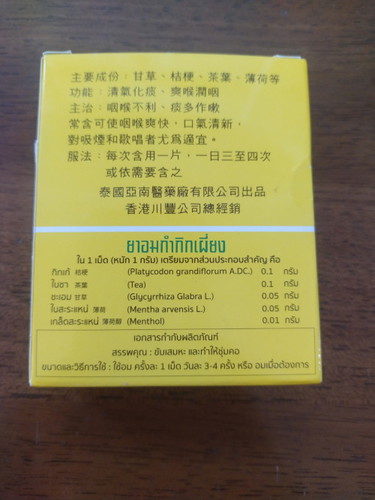 主要成份：甘草、桔梗、茶葉、薄荷等
功能：清氣化痰、爽喉潤咽
主治：咽喉不利、痰多作嗽
常含可使咽喉爽快，口氣清新，
對吸煙和歌唱者尤爲適宜。
服法：每次含用一片，一日三至四次
或依需要含之
泰國亞南醫藥廠有限公司出品
香港川豐公司總經銷
ยาอมกำกิกเผี่ยง
ใน 1 เม็ด (หนัก 1 กรัม) เตรียมจากส่วนประกอบสำคัญ คือ
กิกแก้ 桔梗 (Platycodon grandiflorum A.DC.) 0.1 กรัม
ใบชา 茶葉 (Tea) 0.1 กรัม
ชะเอม 甘草 (Glycyrrhiza Glabra L.) 0.05 กรัม
ใบสะระแหน่ 薄荷 (Mentha arvensis L.) 0.05 กรัม
เกล็ดสะระแหน่ 薄荷醇 (Menthol) 0.01 กรัม
เอกสารกำกับผลิตภัณฑ์
สรรพคุณ : ขับเสมหะ และทำให้ชุ่มคอ
ขนาดและวิธีการใช้ : ใช้อม ครั้งละ 1 เม็ด วันละ 3-4 ครั้ง หรือ อมเมื่อต้องการ